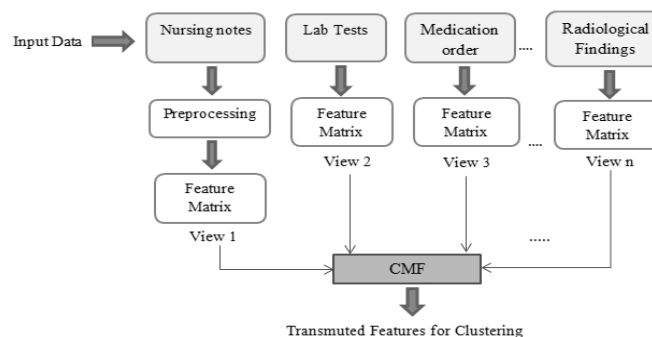 Input Data
Nursing notes
Lab Tests
Medication
order
....
Radiological
Findings
Preprocessing
Feature
Matrix
Feature
Matrix
....
Feature
Matrix
View 2
View 3
View n
Feature
Matrix
View 1
.....
CMF
Transmuted Features for Clustering